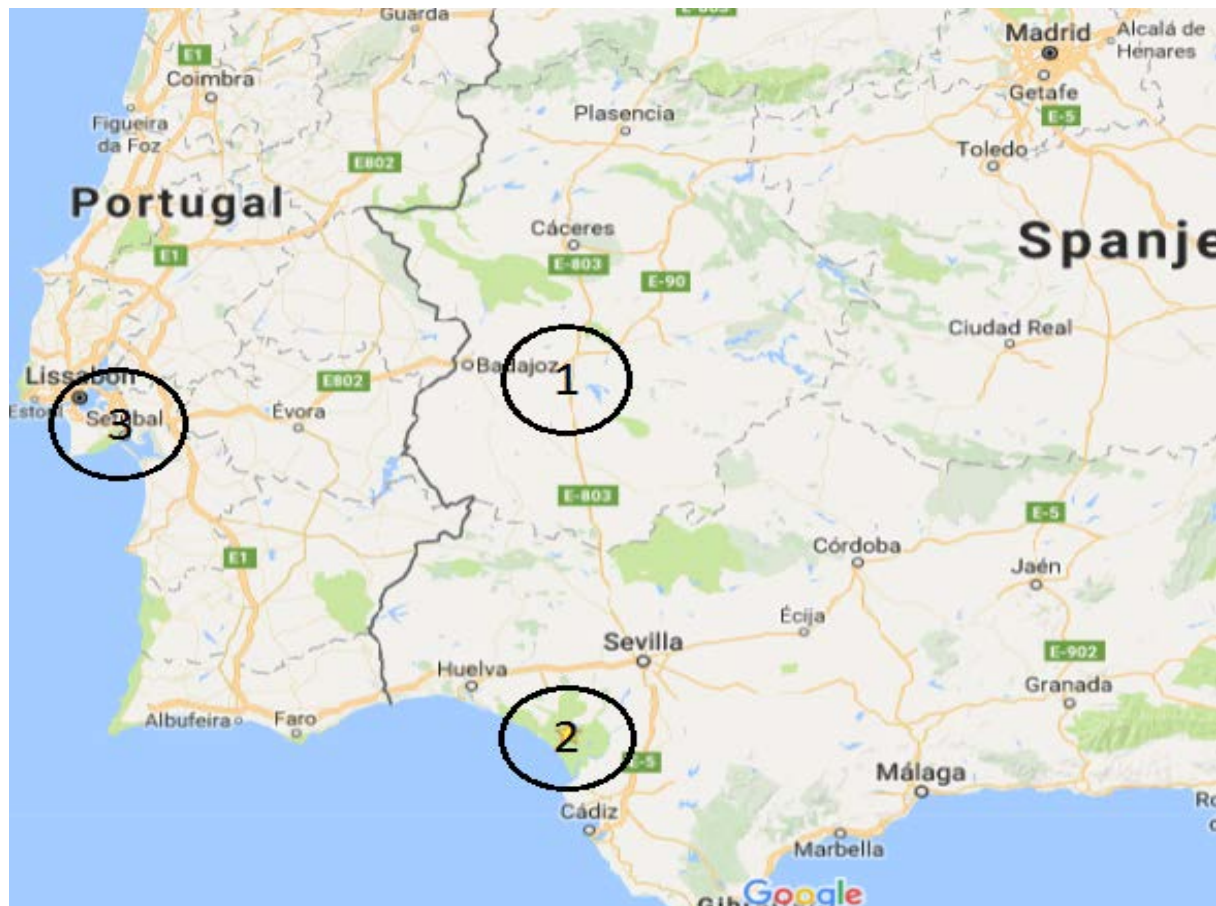 Guarda
E1
Coimbra
Madrid
Alcalá de
Henares
Getafe
E-5
Plasencia
Figueira
da Foz
E802
Toledo
Portugal
Cáceres
E1
E-803
E-90
Spanje
Ciudad Real
Badajoz
1
Lissabon
E802
Estoril
Setúbal
3
Évora
E-803
E-5
Córdoba
E1
Jaén
Écija
Sevilla
E-902
Huelva
Granada
Albufeira
Faro
2
E-5
Málaga
Cádiz
Marbella
Google